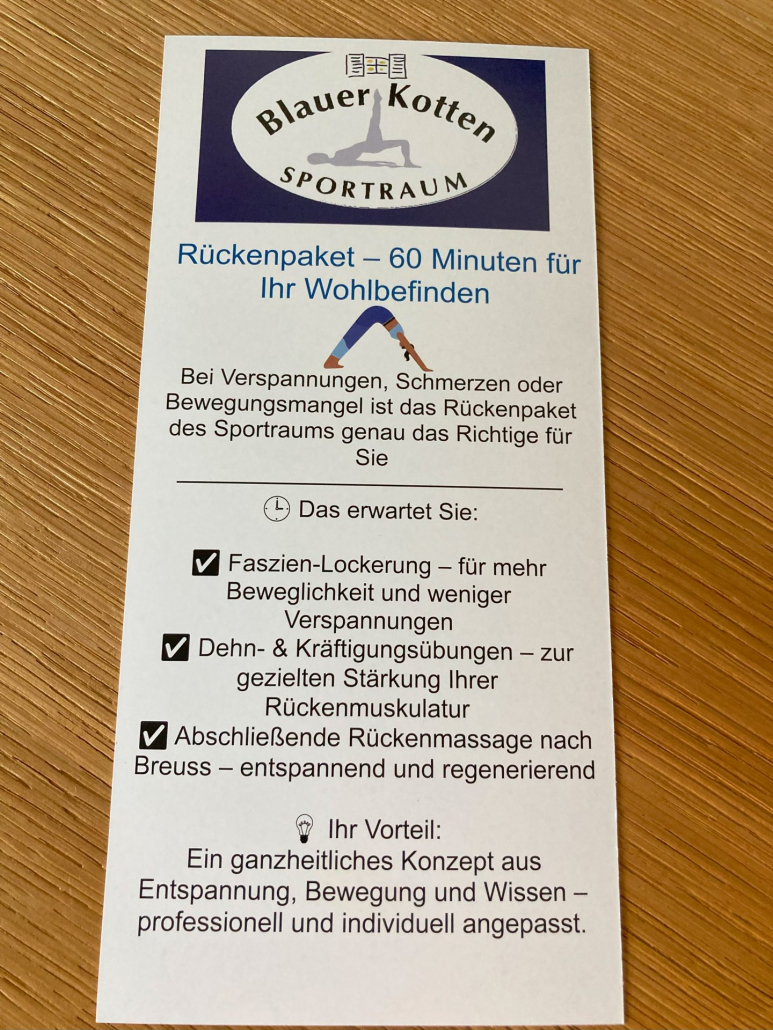 Blauer Kotten
SPORTRAUM
Rückenpaket – 60 Minuten für
Ihr Wohlbefinden
Bei Verspannungen, Schmerzen oder
Bewegungsmangel ist das Rückenpaket
des Sportraums genau das Richtige für
Sie
Das erwartet Sie:
Faszien-Lockerung – für mehr
Beweglichkeit und weniger
Verspannungen
Dehn- & Kräftigungsübungen – zur
gezielten Stärkung Ihrer
Rückenmuskulatur
Abschließende Rückenmassage nach
Breuss – entspannend und regenerierend
Ihr Vorteil:
Ein ganzheitliches Konzept aus
Entspannung, Bewegung und Wissen –
professionell und individuell angepasst.